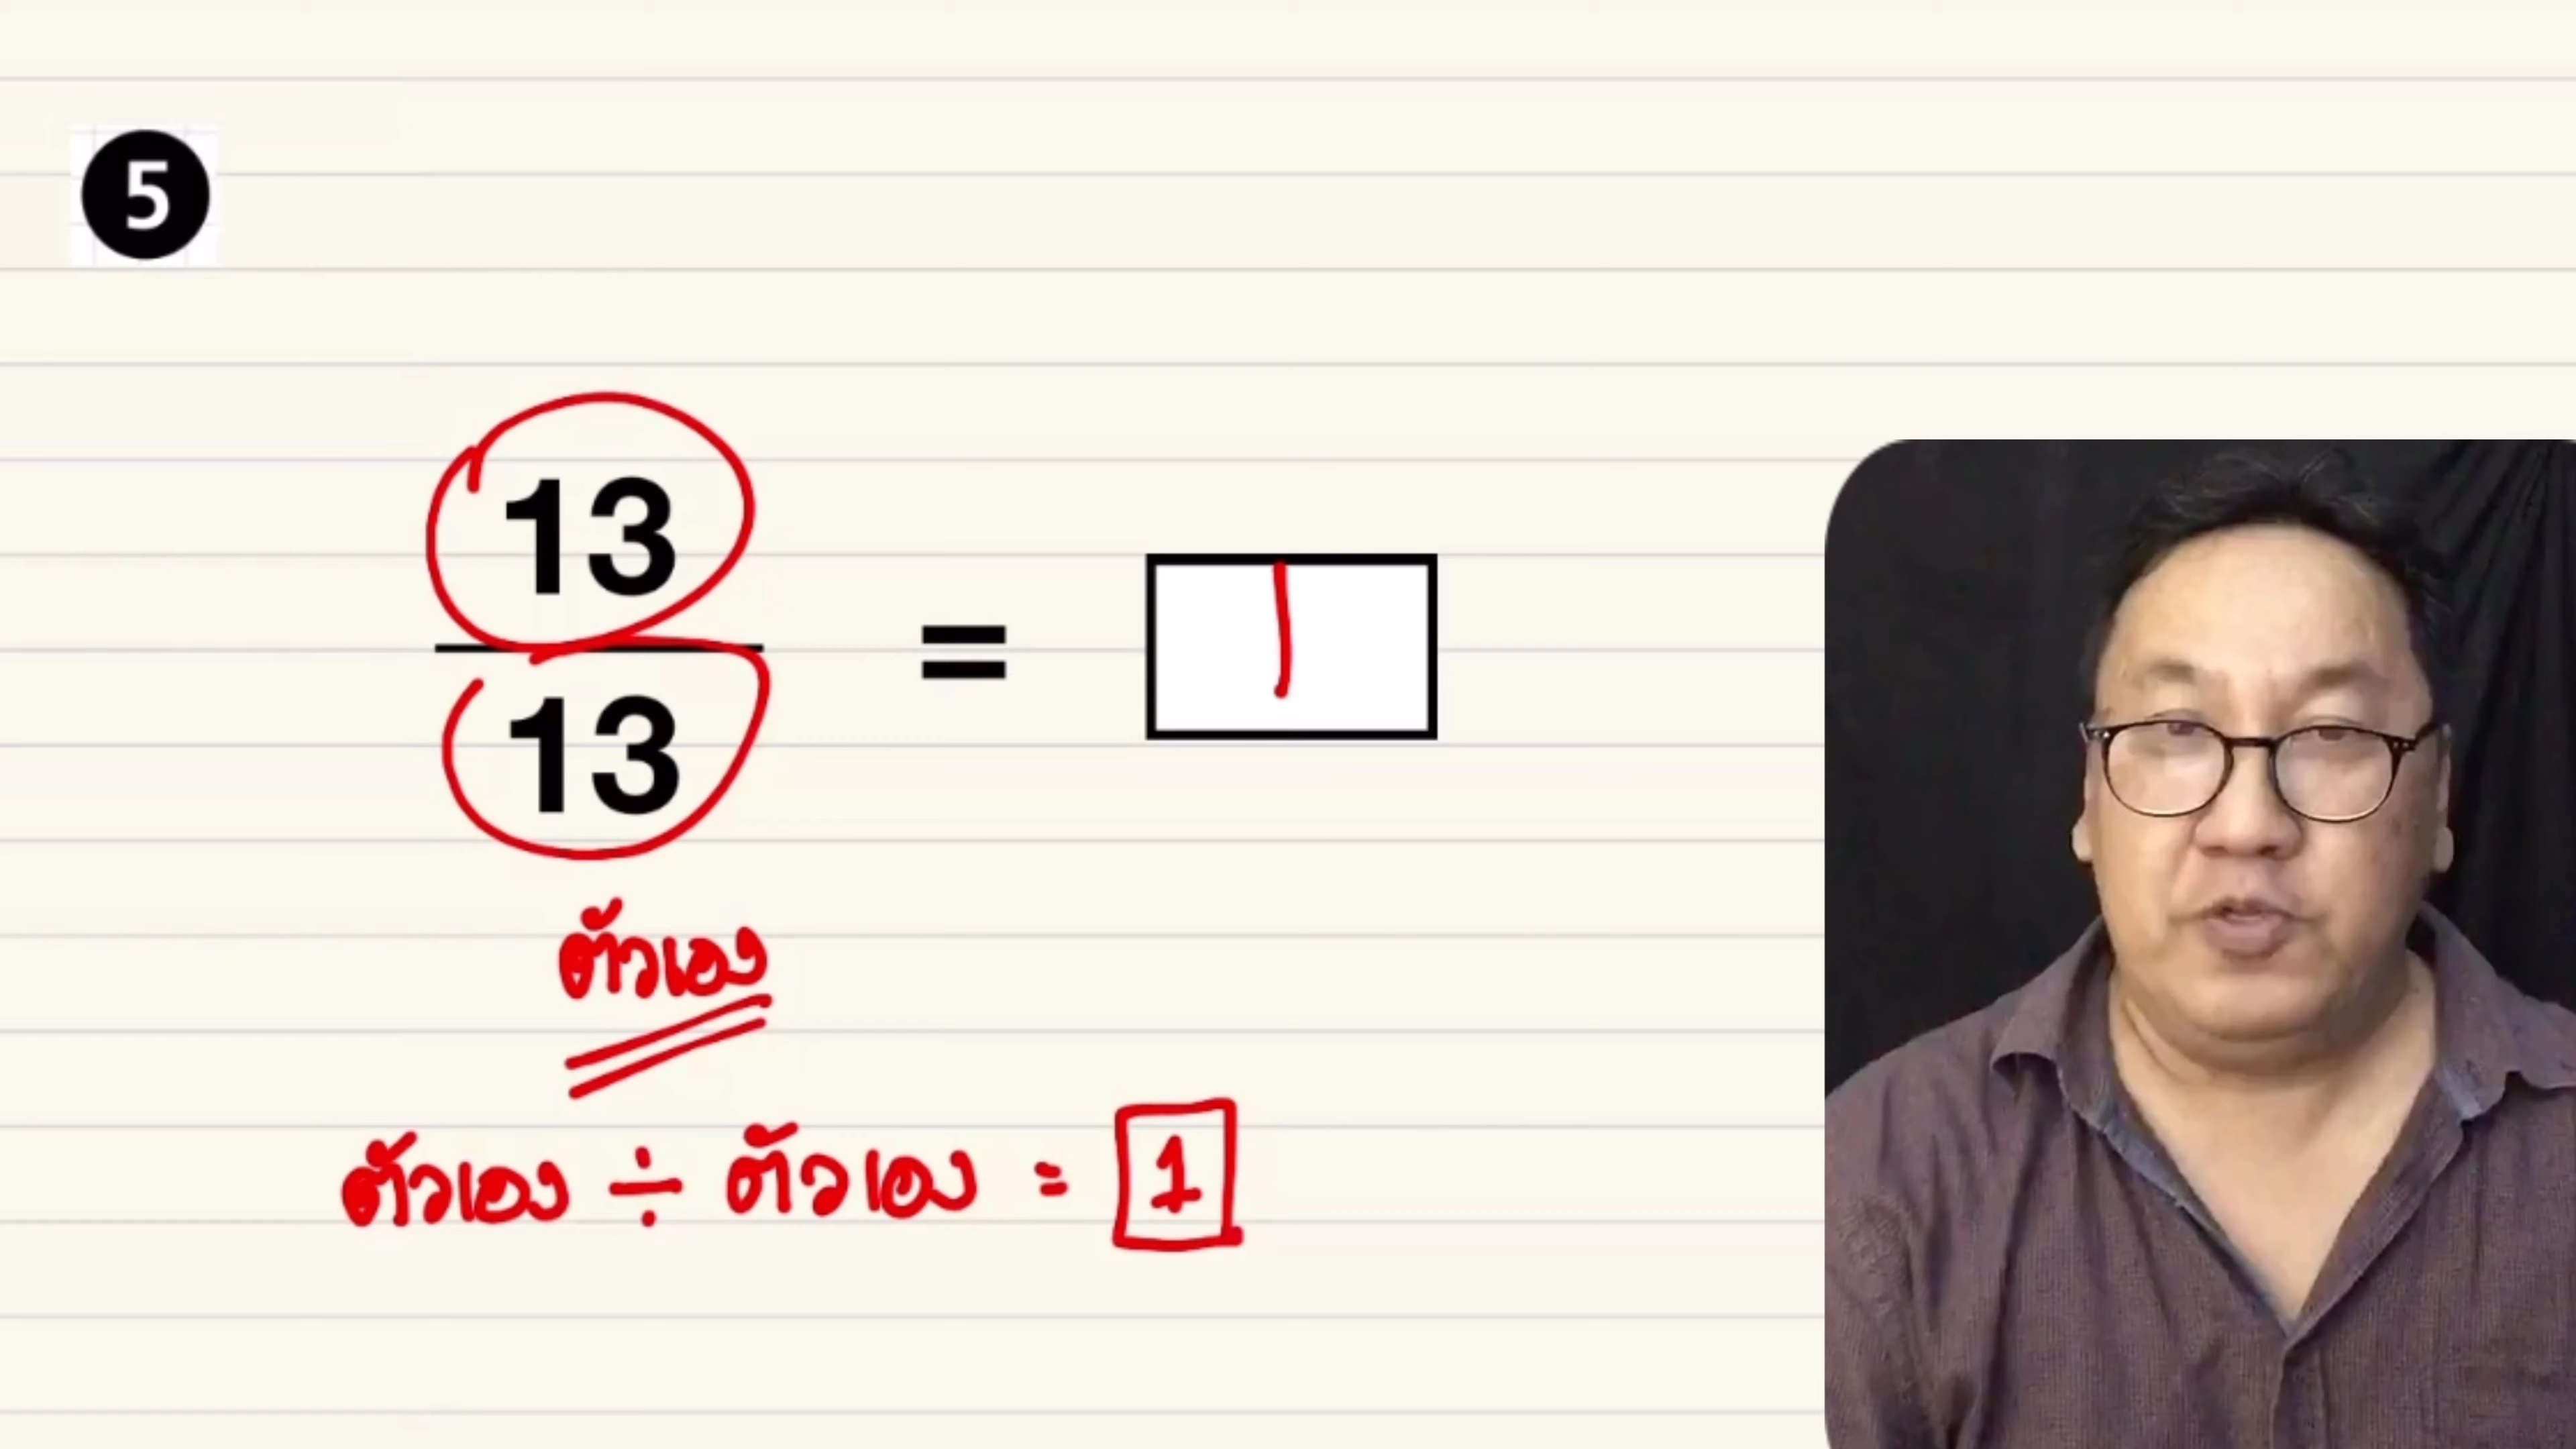 5
13
13
= 1
ตัวเอง
ตัวเอง ÷ ตัวเอง = 1